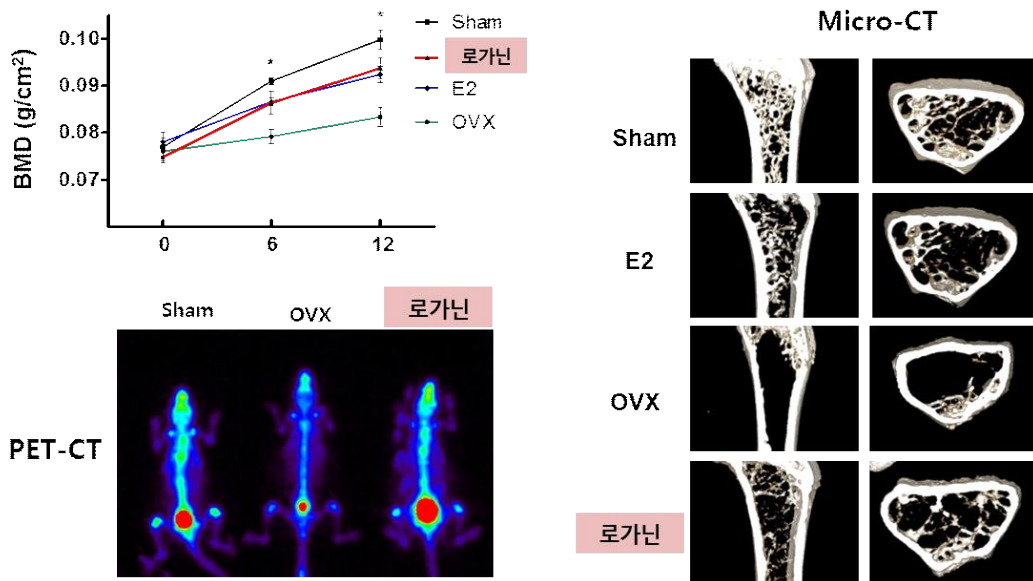 Sham
로가닌
E2
OVX
*
*
BMD (g/cm²)
0.10
0.09
0.08
0.07
0
6
12
PET-CT
Sham
OVX
로가닌
Micro-CT
Sham
E2
OVX
로가닌